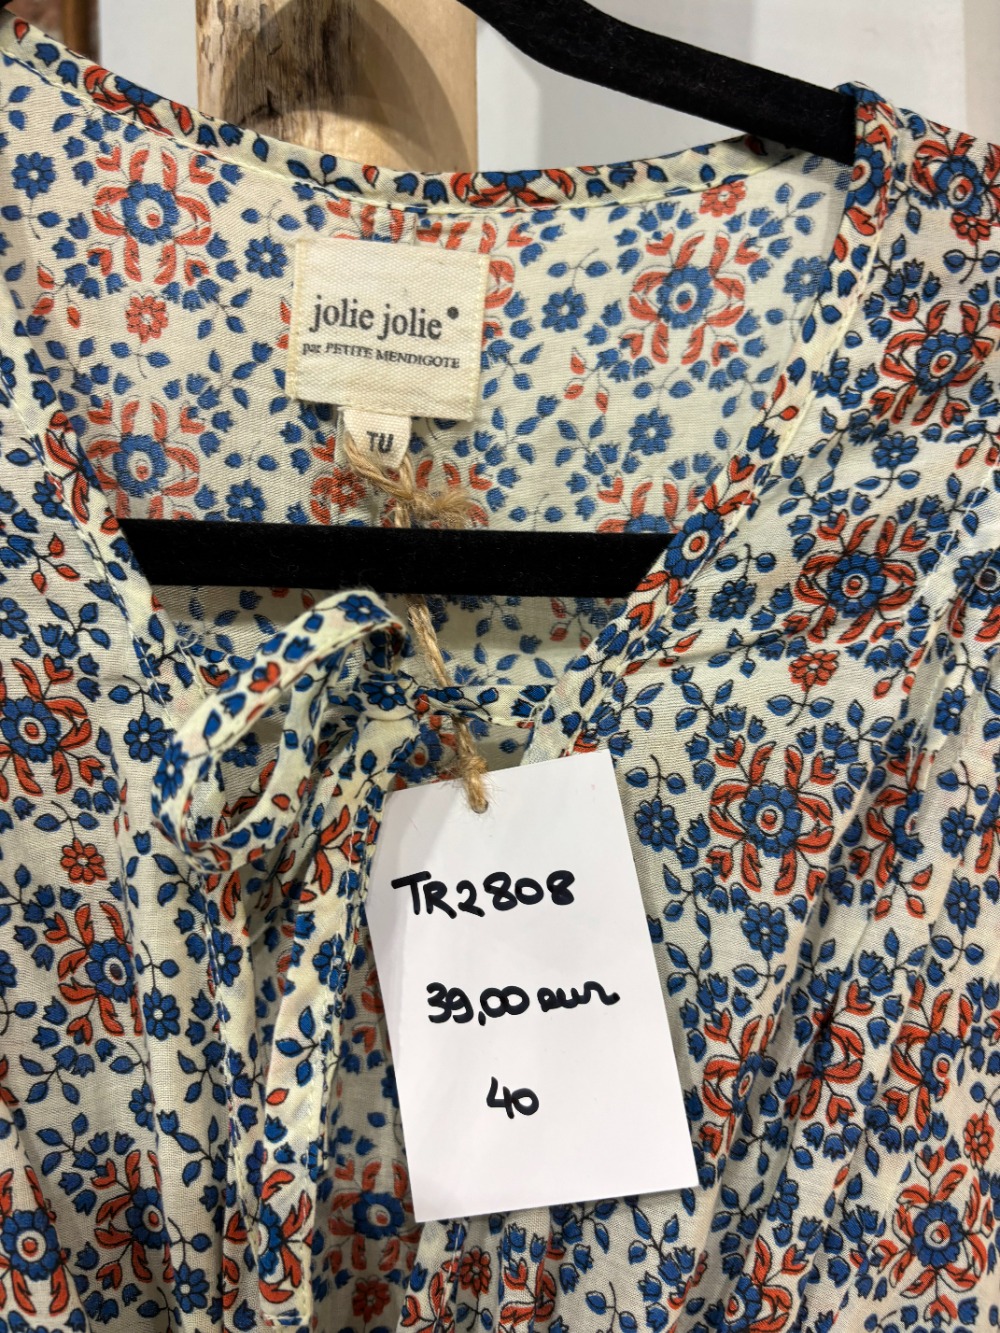 jolie jolie
par PETITE MENDIGOTE
TU
TR2808
39,00 eur
40